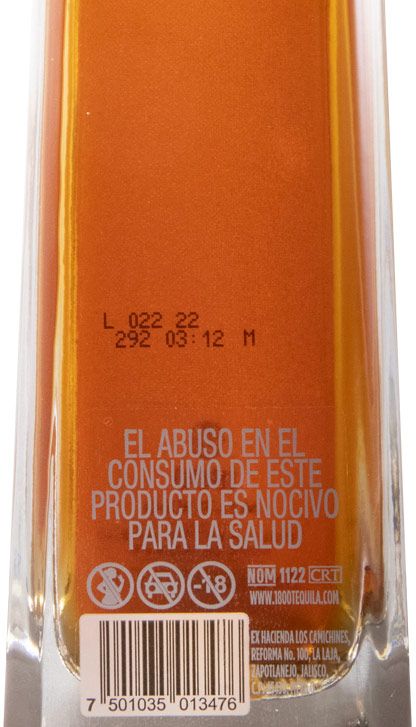 L 022 22
292 03:12 M
EL ABUSO EN EL
CONSUMO DE ESTE
PRODUCTO ES NOCIVO
PARA LA SALUD
-18
NOM 1122 CRT
WWW.1800TEQUILA.COM
EX HACIENDA LOS CAMICHINES,
REFORMA No. 100, LA LAJA,
ZAPOTLANEJO, JALISCO,
7 501035 013476